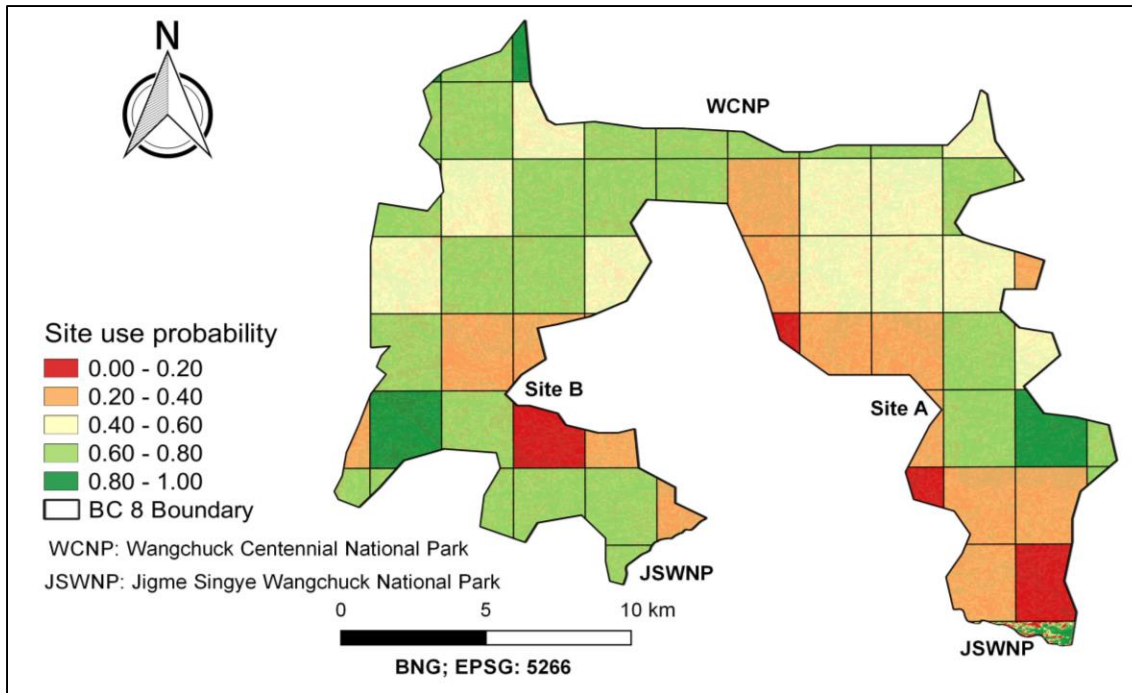 N
WCNP
Site B
Site A
Site use probability
0.00 - 0.20
0.20 - 0.40
0.40 - 0.60
0.60 - 0.80
0.80 - 1.00
BC 8 Boundary
WCNP: Wangchuck Centennial National Park
JSWNP: Jigme Singye Wangchuck National Park
JSWNP
0 5 10 km
BNG; EPSG: 5266
JSWNP